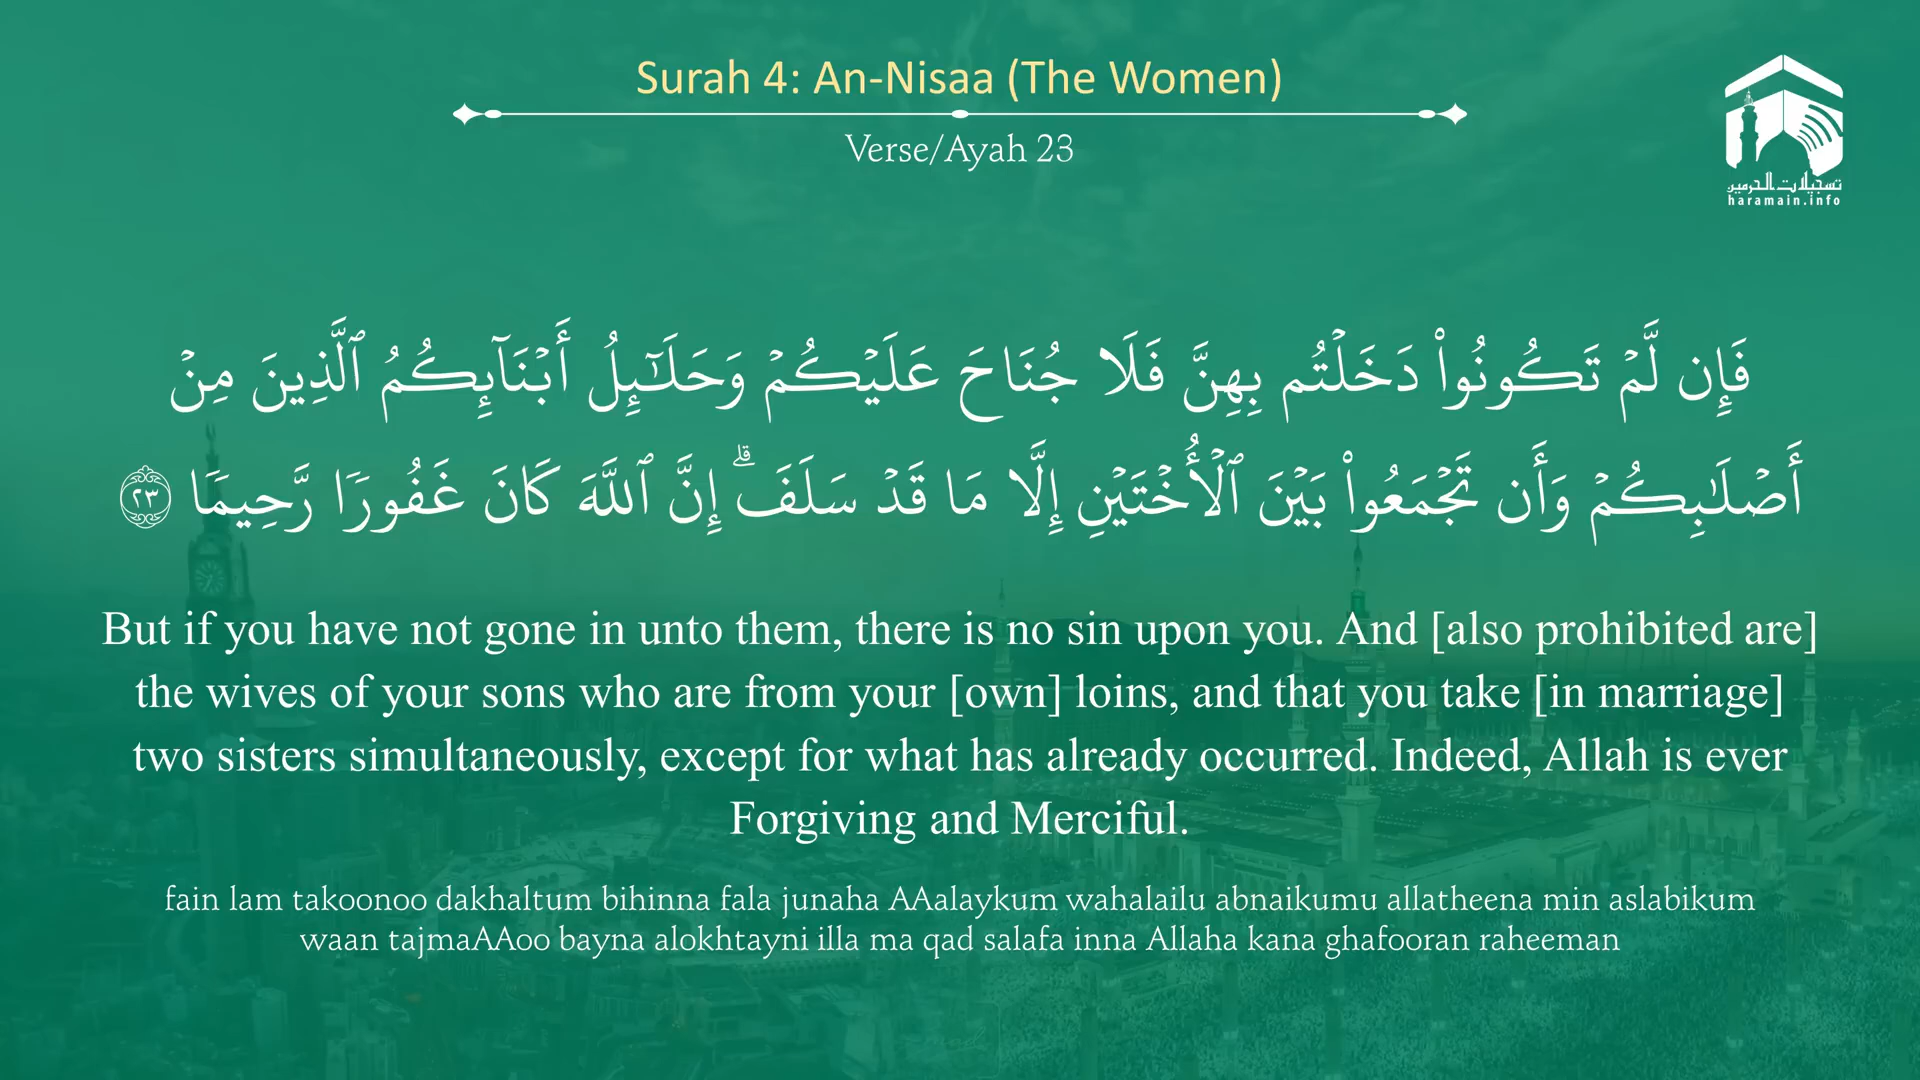 Surah 4: An-Nisaa (The Women)
Verse/Ayah 23
تسجيلات الحرمين
haramain.info
فَإِن لَّمۡ تَكُونُواْ دَخَلۡتُم بِهِنَّ فَلَا جُنَاحَ عَلَيۡكُمۡ وَحَلَـٰٓئِلُ أَبۡنَآئِكُمُ ٱلَّذِينَ مِنۡ
أَصۡلَـٰبِكُمۡ وَأَن تَجۡمَعُواْ بَيۡنَ ٱلۡأُخۡتَيۡنِ إِلَّا مَا قَدۡ سَلَفَۗ إِنَّ ٱللَّهَ كَانَ غَفُورٗا رَّحِيمٗا ٢٣
But if you have not gone in unto them, there is no sin upon you. And [also prohibited are]
the wives of your sons who are from your [own] loins, and that you take [in marriage]
two sisters simultaneously, except for what has already occurred. Indeed, Allah is ever
Forgiving and Merciful.
fain lam takoonoo dakhaltum bihinna fala junaha AAalaykum wahalailu abnaikumu allatheena min aslabikum
waan tajmaAAoo bayna alokhtayni illa ma qad salafa inna Allaha kana ghafooran raheeman